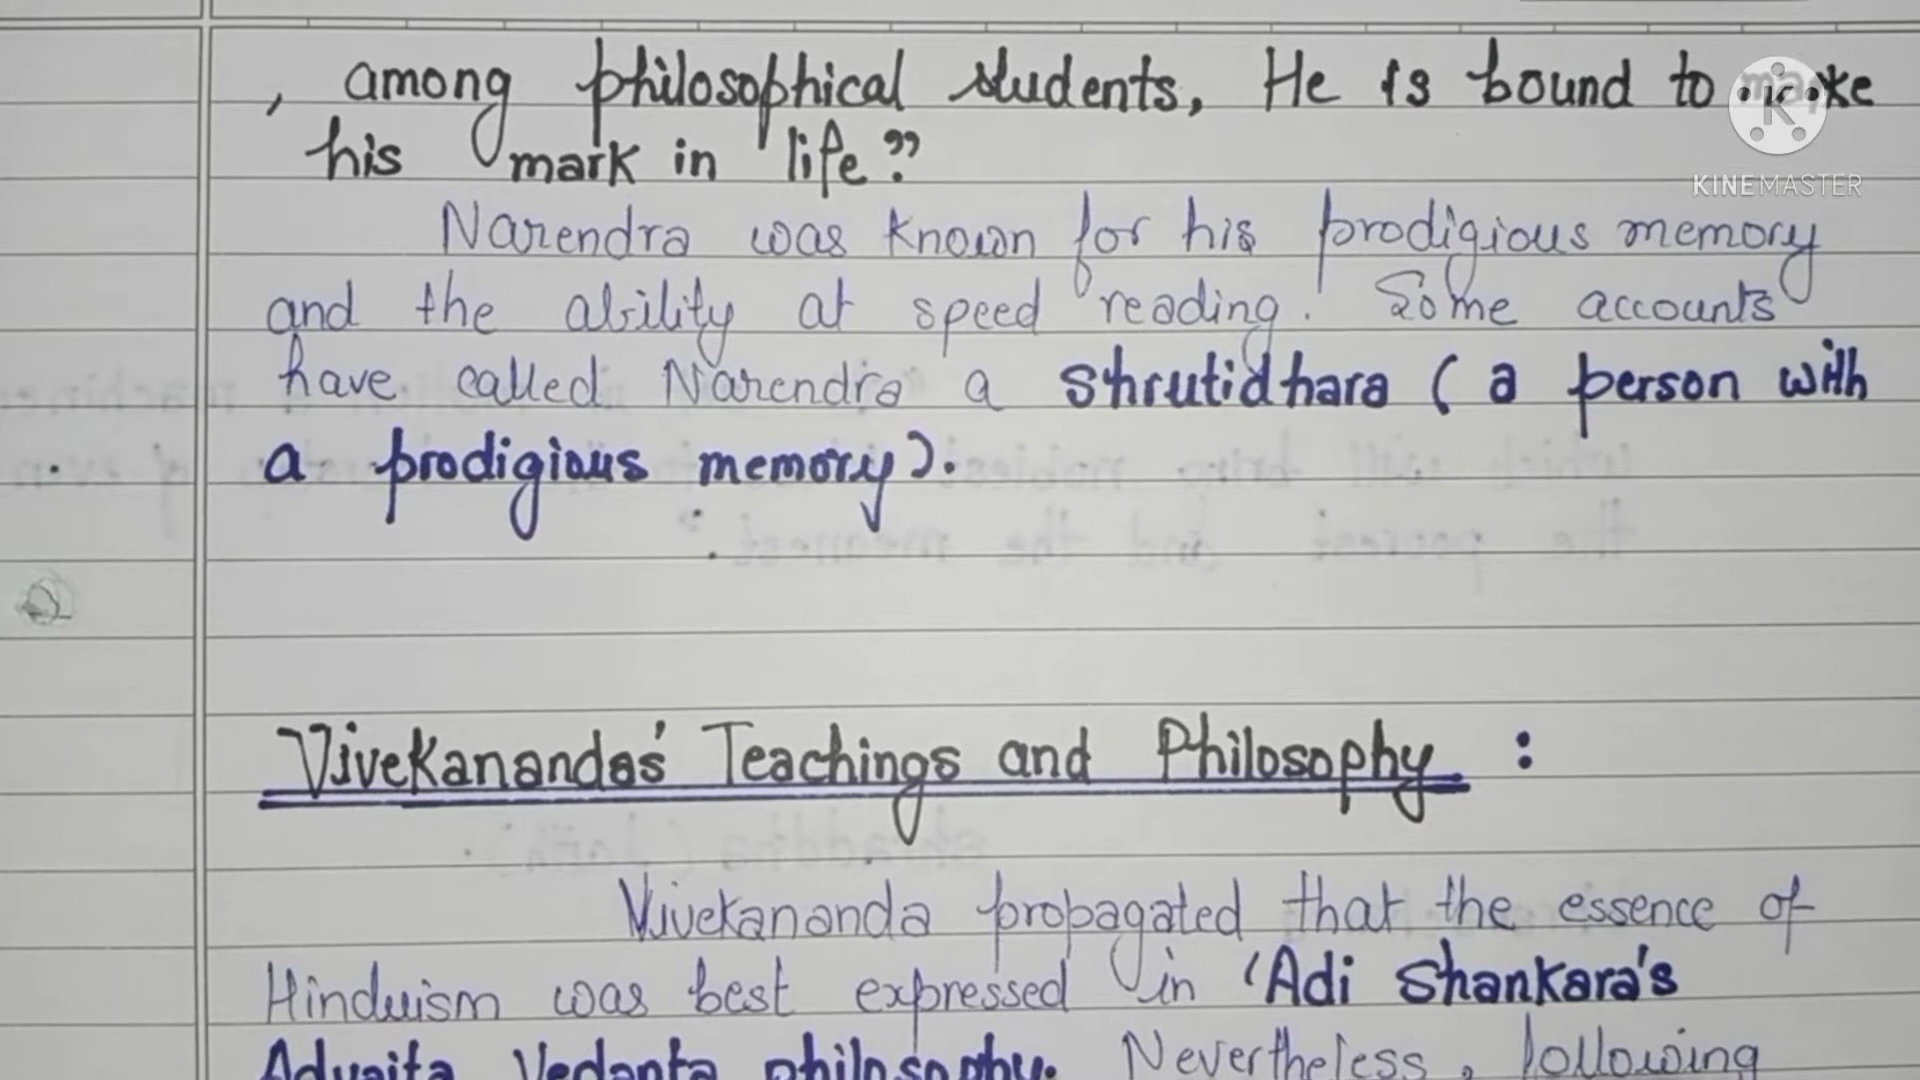 , among philosophical students, He is bound to make
his mark in life."
Narendra was known for his prodigious memory
and the ability at speed reading. Some accounts
have called Narendra a shrutidhara ( a person with
a prodigious memory).
Vivekanandas' Teachings and Philosophy :
Vivekananda propagated that the essence of
Hinduism was best expressed in 'Adi Shankara's
Advaita Vedanta philosophy. Nevertheless, following
KINEMASTER